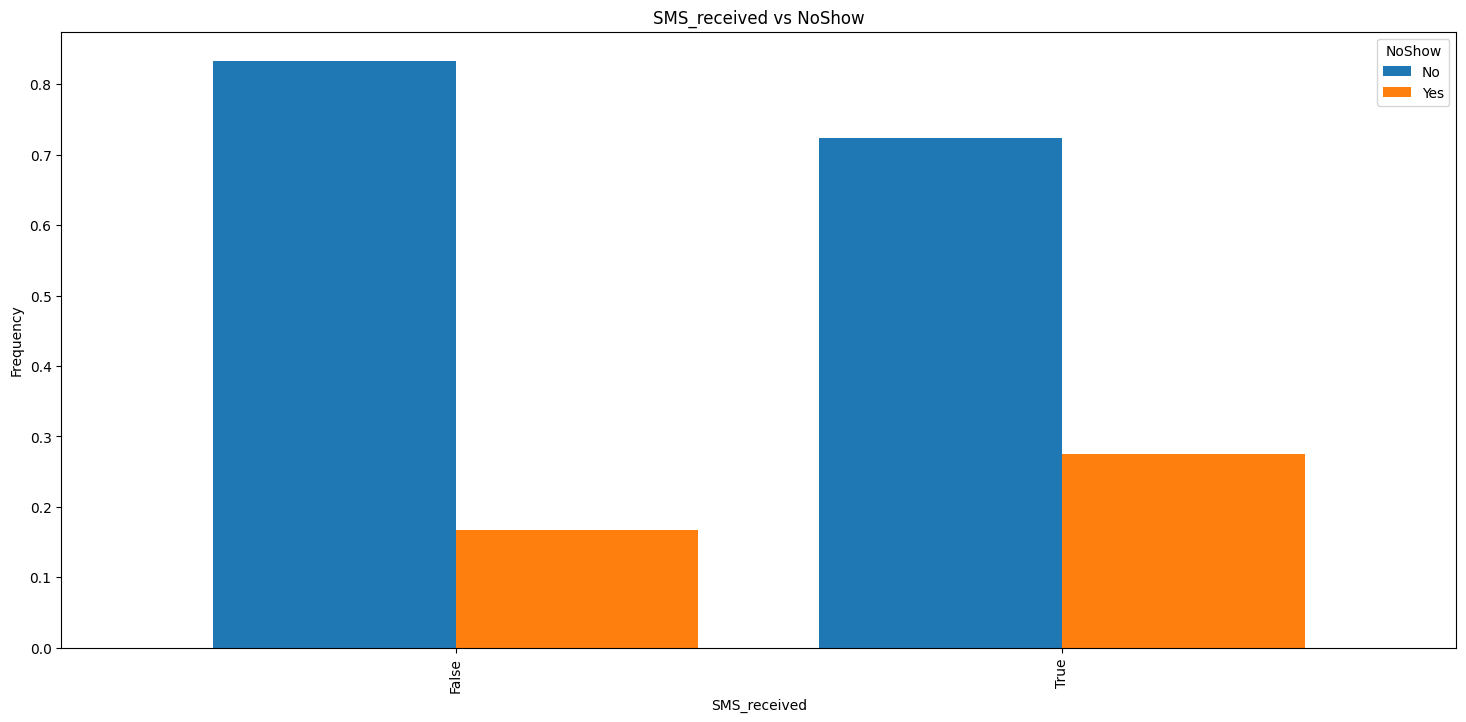 SMS_received vs NoShow
NoShow
No
Yes
Frequency
0.8
0.7
0.6
0.5
0.4
0.3
0.2
0.1
0.0
False
True
SMS_received